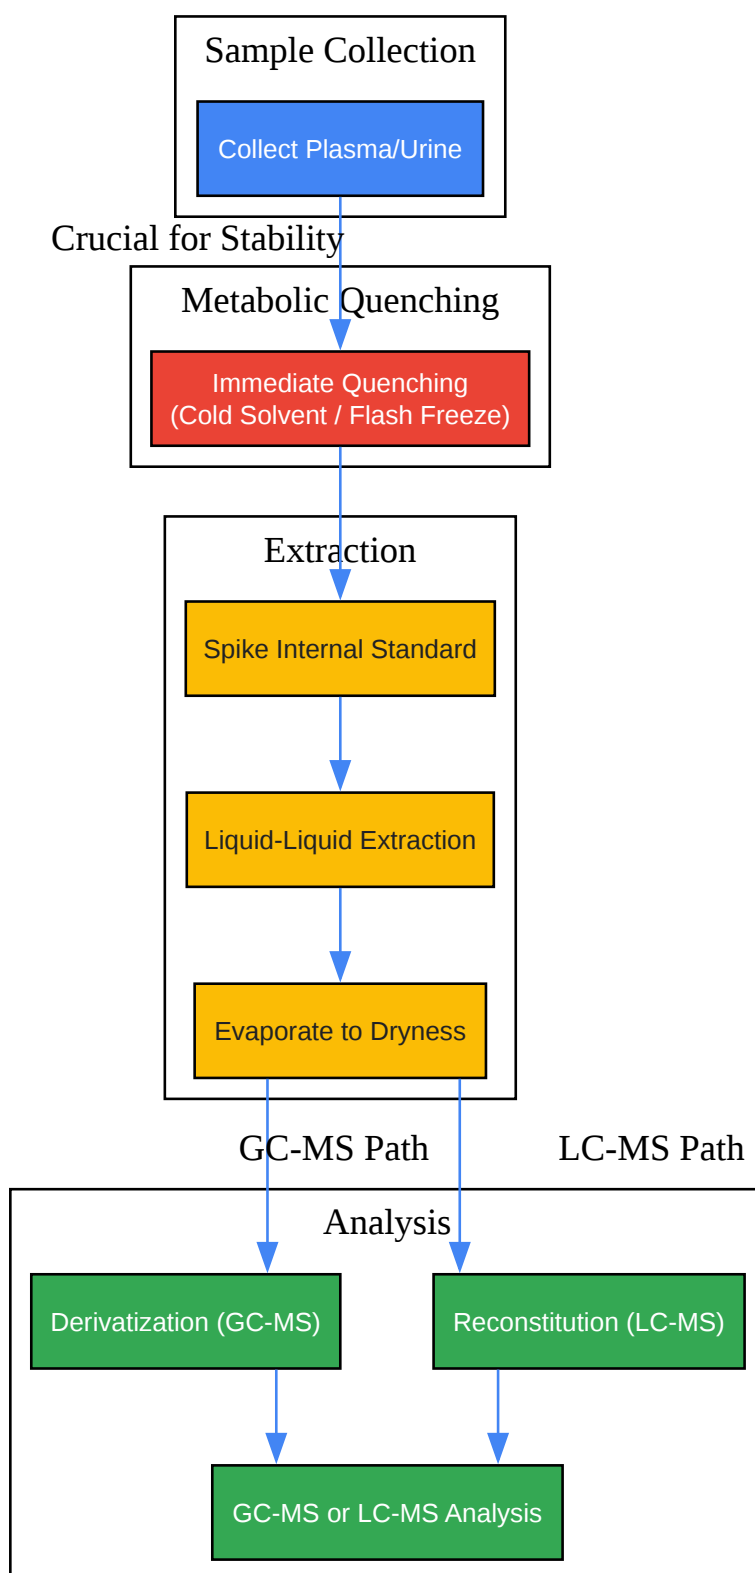 Sample Collection
Collect Plasma/Urine
Crucial for Stability
Metabolic Quenching
Immediate Quenching
(Cold Solvent / Flash Freeze)
Extraction
Spike Internal Standard
Liquid-Liquid Extraction
Evaporate to Dryness
GC-MS Path
LC-MS Path
Analysis
Derivatization (GC-MS)
Reconstitution (LC-MS)
GC-MS or LC-MS Analysis